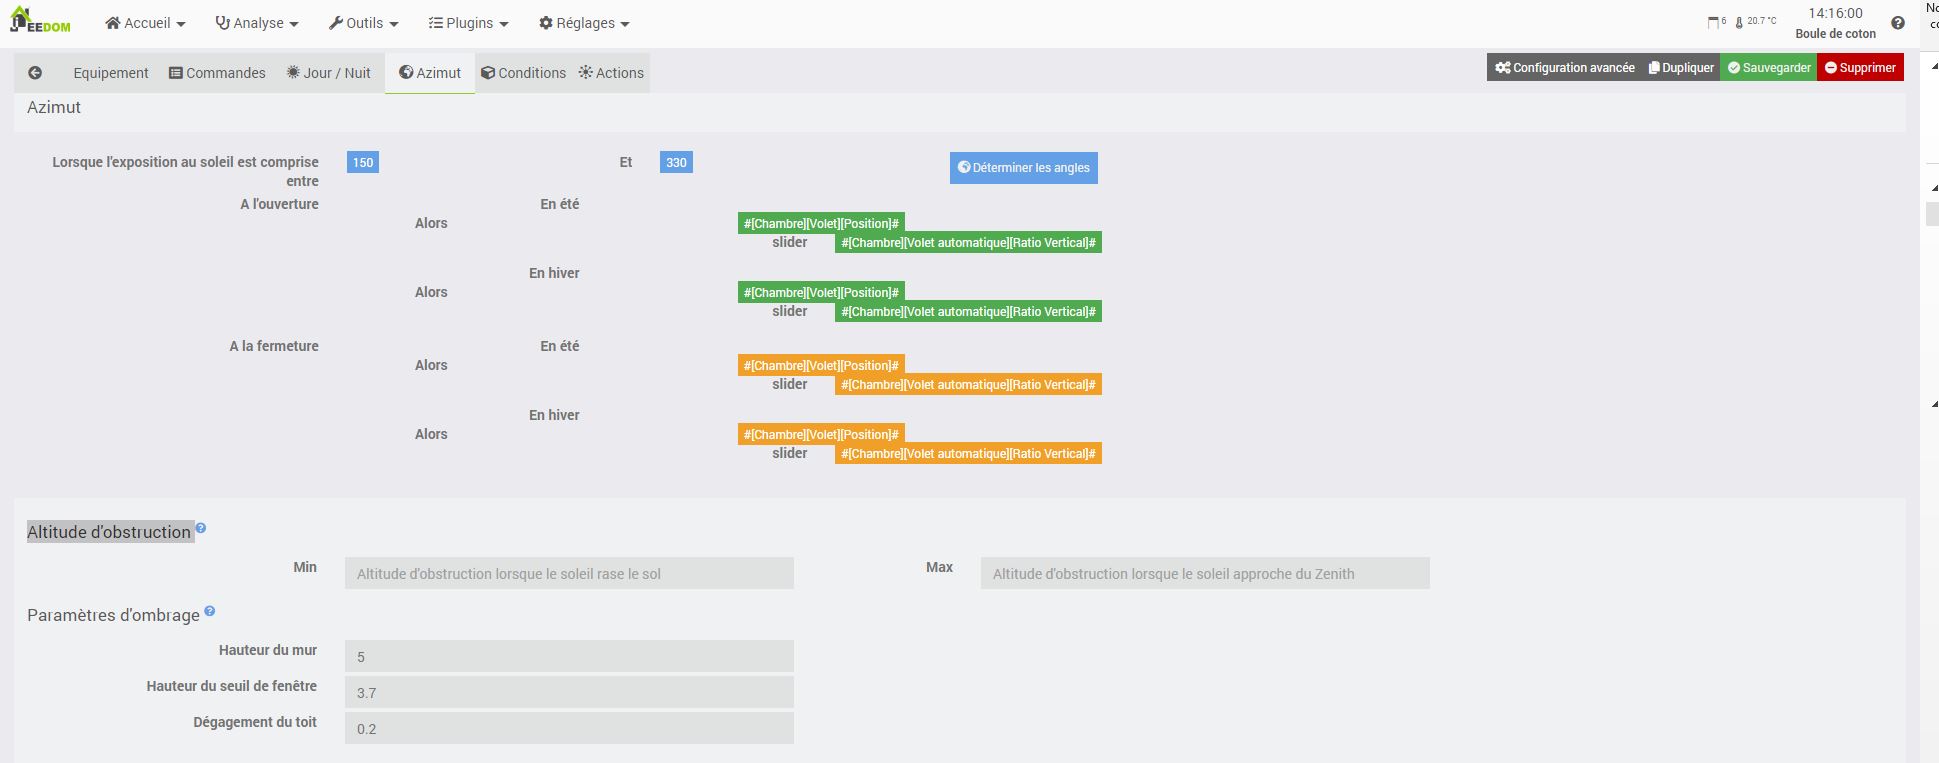 JEEDOM
Accueil Analyse Outils Plugins Réglages
6 20.7 °C
14:16:00
Boule de coton
Equipement Commandes Jour / Nuit Azimut Conditions Actions
Configuration avancée Dupliquer Sauvegarder Supprimer
Azimut
Lorsque l'exposition au soleil est comprise
entre
150
Et
330
Déterminer les angles
A l'ouverture
En été
Alors
#[Chambre][Volet][Position]#
slider
#[Chambre][Volet automatique][Ratio Vertical]#
En hiver
Alors
#[Chambre][Volet][Position]#
slider
#[Chambre][Volet automatique][Ratio Vertical]#
A la fermeture
En été
Alors
#[Chambre][Volet][Position]#
slider
#[Chambre][Volet automatique][Ratio Vertical]#
En hiver
Alors
#[Chambre][Volet][Position]#
slider
#[Chambre][Volet automatique][Ratio Vertical]#
Altitude d'obstruction
Min
Altitude d'obstruction lorsque le soleil rase le sol
Max
Altitude d'obstruction lorsque le soleil approche du Zenith
Paramètres d'ombrage
Hauteur du mur
5
Hauteur du seuil de fenêtre
3.7
Dégagement du toit
0.2